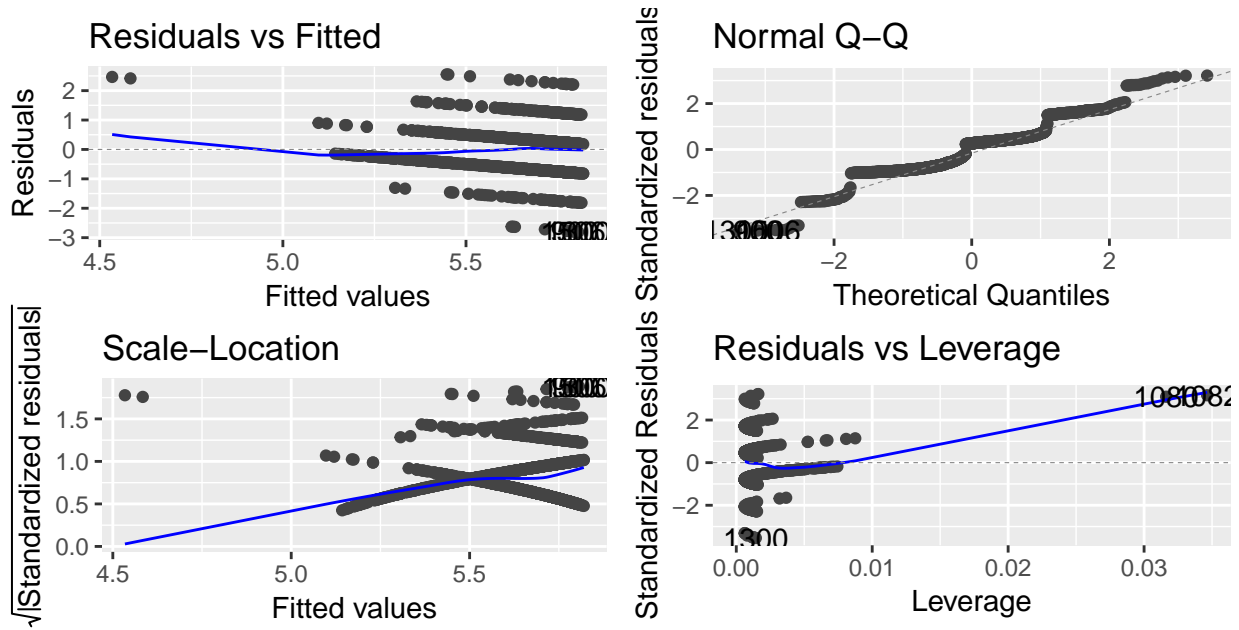 Residuals vs Fitted
Residuals
2
1
0
−1
−2
−3
4.5 5.0 5.5
Fitted values
Normal Q−Q
Standardized residuals
2
0
−2
−2 0 2
Theoretical Quantiles
Scale−Location
√|Standardized residuals|
1.5
1.0
0.5
0.0
4.5 5.0 5.5
Fitted values
Residuals vs Leverage
Standardized Residuals
2
0
−2
1080 1082
1300
0.00 0.01 0.02 0.03
Leverage